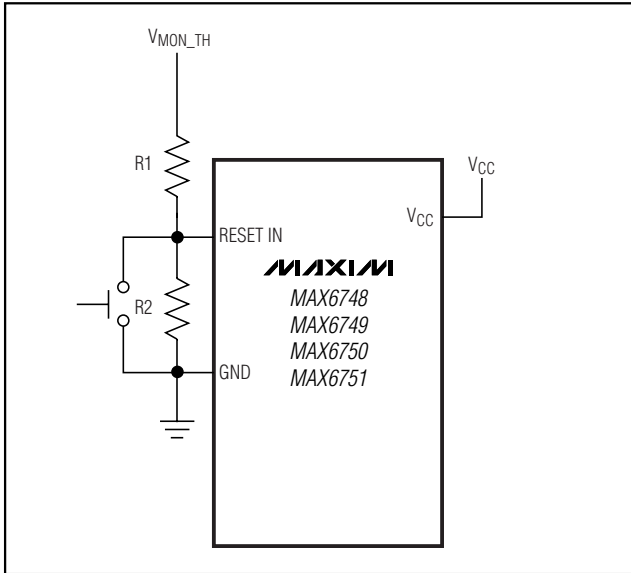 VMON_TH
R1
VCC
VCC
RESET IN
MAXIM
R2
MAX6748
MAX6749
MAX6750
MAX6751
GND